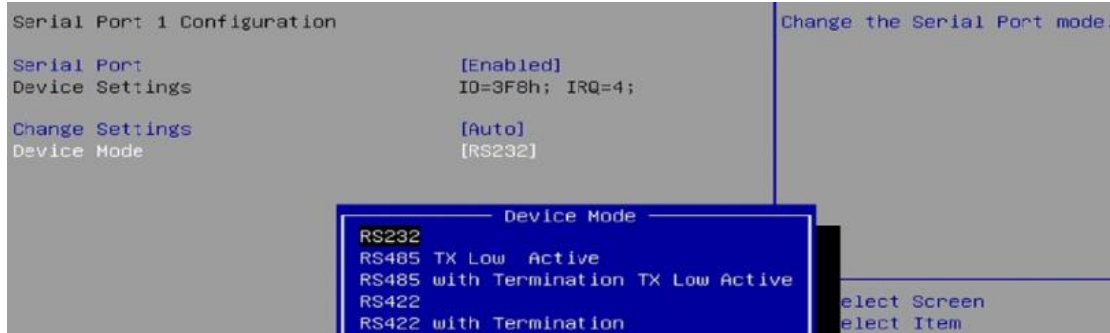 Serial Port 1 Configuration
Change the Serial Port mode.
Serial Port [Enabled]
Device Settings IO=3F8h; IRQ=4;
Change Settings [Auto]
Device Mode [RS232]
Device Mode
RS232
RS485 TX Low Active
RS485 with Termination TX Low Active
RS422
RS422 with Termination
elect Screen
elect Item